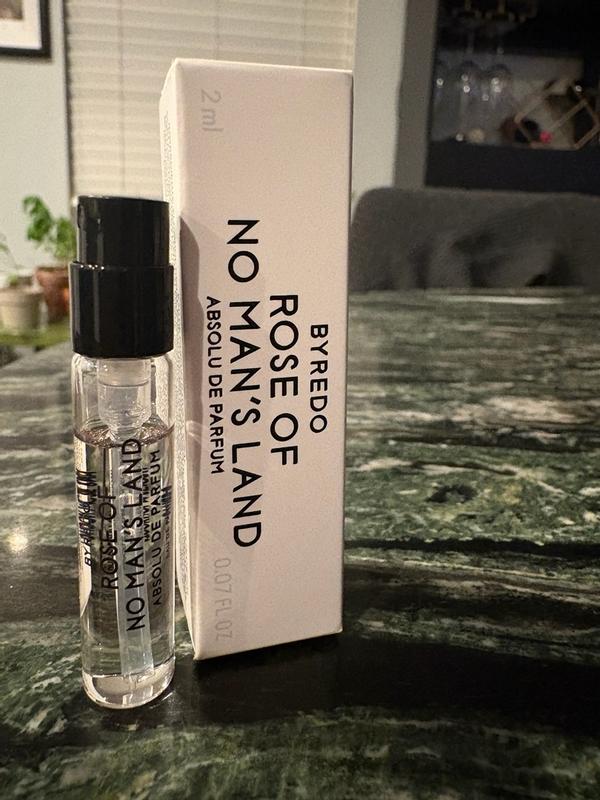 2 ml
BYREDO
ROSE OF
NO MAN'S LAND
ABSOLU DE PARFUM
0.07 FL OZ
ROSE OF
NO MAN'S LAND
ABSOLU DE PARFUM